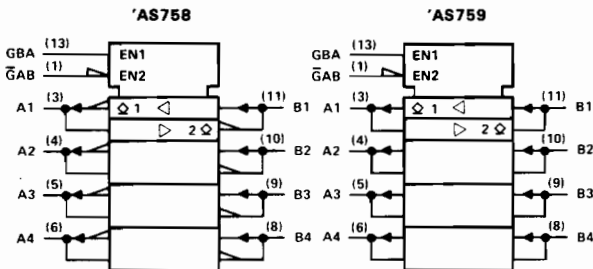 'AS758 'AS759
GBA (13) EN1 GBA (13) EN1
G̅AB (1) EN2 G̅AB (1) EN2
A1 (3) 1 (11) B1 A1 (3) 1 (11) B1
2 2
A2 (4) (10) B2 A2 (4) (10) B2
A3 (5) (9) B3 A3 (5) (9) B3
A4 (6) (8) B4 A4 (6) (8) B4